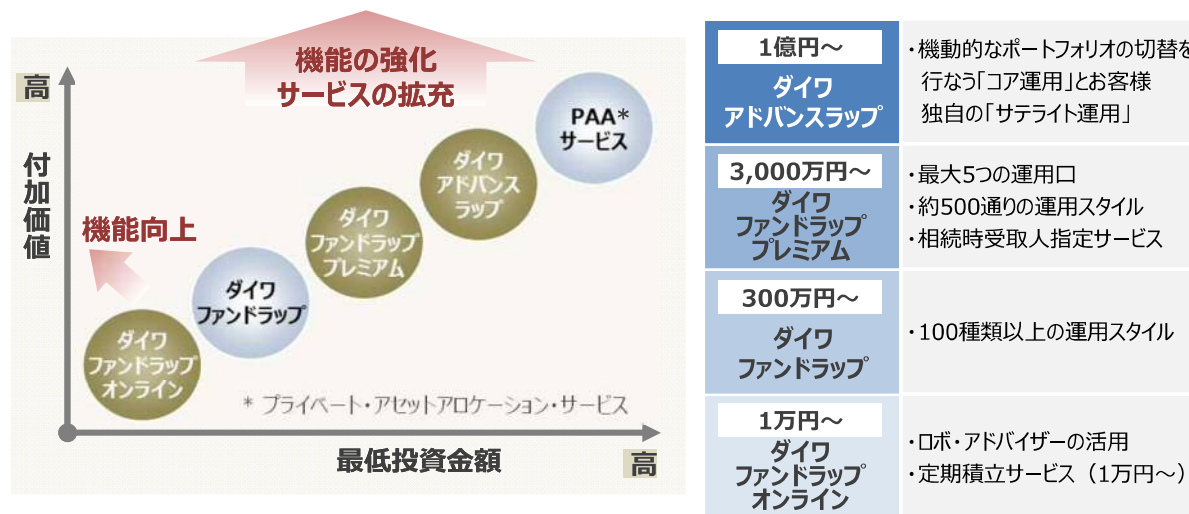 機能の強化
サービスの拡充
高
付加価値
機能向上
PAA*
サービス
ダイワ
アドバンス
ラップ
ダイワ
ファンドラップ
プレミアム
ダイワ
ファンドラップ
ダイワ
ファンドラップ
オンライン
* プライベート・アセットアロケーション・サービス
最低投資金額
高
1億円～
ダイワ
アドバンスラップ
・機動的なポートフォリオの切替を
行なう「コア運用」とお客様
独自の「サテライト運用」
3,000万円～
ダイワ
ファンドラップ
プレミアム
・最大5つの運用口
・約500通りの運用スタイル
・相続時受取人指定サービス
300万円～
ダイワ
ファンドラップ
・100種類以上の運用スタイル
1万円～
ダイワ
ファンドラップ
オンライン
・ロボ・アドバイザーの活用
・定期積立サービス（1万円～）